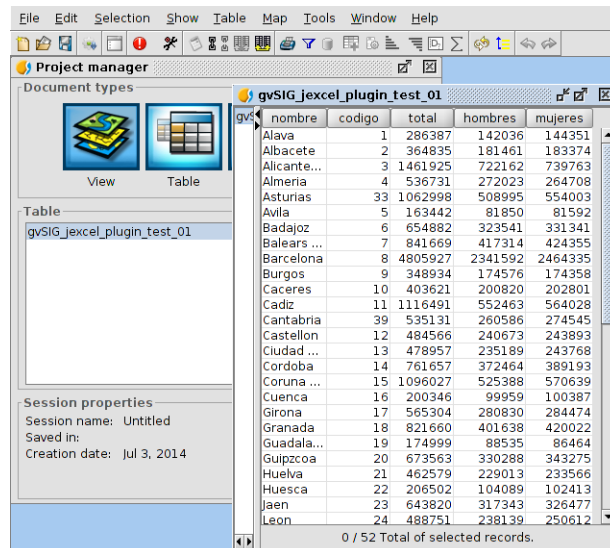 File Edit Selection Show Table Map Tools Window Help
Project manager
Document types
View Table
Table
gvSIG_jexcel_plugin_test_01
Session properties
Session name: Untitled
Saved in:
Creation date: Jul 3, 2014
gvSIG_jexcel_plugin_test_01
nombre codigo total hombres mujeres
Alava 1 286387 142036 144351
Albacete 2 364835 181461 183374
Alicante... 3 1461925 722162 739763
Almeria 4 536731 272023 264708
Asturias 33 1062998 508995 554003
Avila 5 163442 81850 81592
Badajoz 6 654882 323541 331341
Balears ... 7 841669 417314 424355
Barcelona 8 4805927 2341592 2464335
Burgos 9 348934 174576 174358
Caceres 10 403621 200820 202801
Cadiz 11 1116491 552463 564028
Cantabria 39 535131 260586 274545
Castellon 12 484566 240673 243893
Ciudad ... 13 478957 235189 243768
Cordoba 14 761657 372464 389193
Coruna ... 15 1096027 525388 570639
Cuenca 16 200346 99959 100387
Girona 17 565304 280830 284474
Granada 18 821660 401638 420022
Guadala... 19 174999 88535 86464
Guipzcoa 20 673563 330288 343275
Huelva 21 462579 229013 233566
Huesca 22 206502 104089 102413
Jaen 23 643820 317343 326477
Leon 24 488751 238139 250612
0 / 52 Total of selected records.